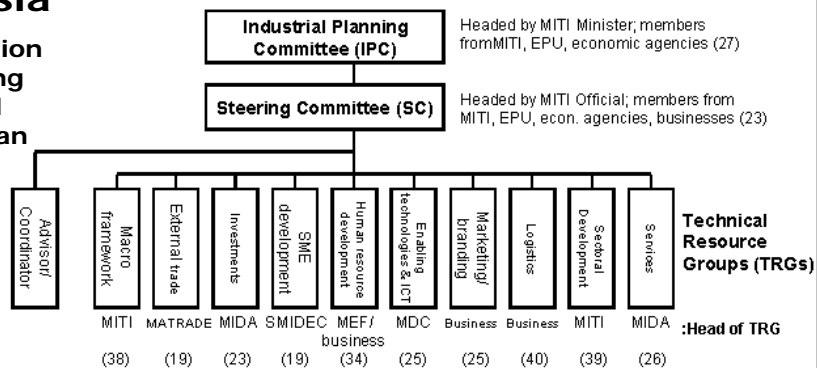 Industrial Planning
Committee (IPC)
Headed by MITI Minister; members
fromMITI, EPU, economic agencies (27)
Steering Committee (SC)
Headed by MITI Official; members from
MITI, EPU, econ. agencies, businesses (23)
Advisor/
Coordinator
Macro
framework
External trade
Investments
SME
development
Human resource
development
Enabling
technologies & ICT
Marketing/
branding
Logistics
Sectoral
Development
Services
Technical
Resource
Groups (TRGs)
MITI MATRADE MIDA SMIDEC MEF/ business MDC Business Business MITI MIDA :Head of TRG
(38) (19) (23) (19) (34) (25) (25) (40) (39) (26)